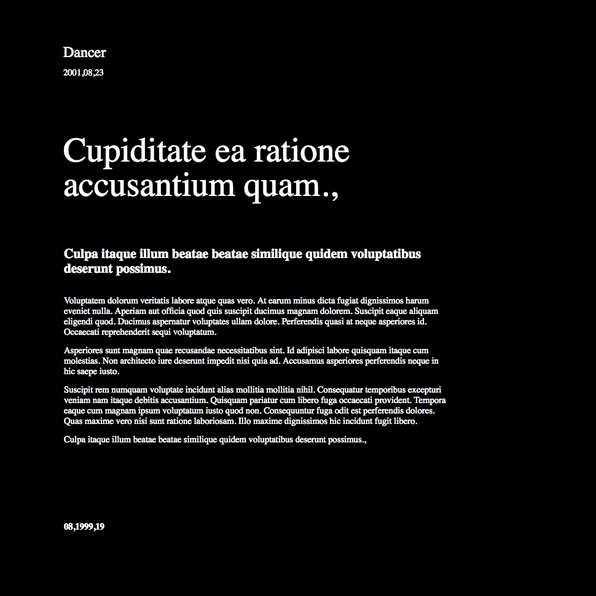 Dancer
2001,08,23
Cupiditate ea ratione
accusantium quam.,
Culpa itaque illum beatae beatae similique quidem voluptatibus
deserunt possimus.
Voluptatem dolorum veritatis labore atque quas vero. At earum minus dicta fugiat dignissimos harum
eveniet nulla. Aperiam aut officia quod quis suscipit ducimus magnam dolorem. Suscipit eaque aliquam
eligendi quod. Ducimus aspernatur voluptates ullam dolore. Perferendis quasi at neque asperiores id.
Occaecati reprehenderit sequi voluptatum.
Asperiores sunt magnam quae recusandae necessitatibus sint. Id adipisci labore quisquam itaque cum
molestias. Non architecto iure deserunt impedit nisi quia ad. Accusamus asperiores perferendis neque in
hic saepe iusto.
Suscipit rem numquam voluptate incidunt alias mollitia mollitia nihil. Consequatur temporibus excepturi
veniam nam itaque debitis accusantium. Quisquam pariatur cum libero fuga occaecati provident. Tempora
eaque cum magnam ipsum voluptatum iusto quod non. Consequuntur fuga odit est perferendis dolores.
Quas maxime vero nisi sunt ratione laboriosam. Illo maxime dignissimos hic incidunt fugit libero.
Culpa itaque illum beatae beatae similique quidem voluptatibus deserunt possimus.,
08,1999,19